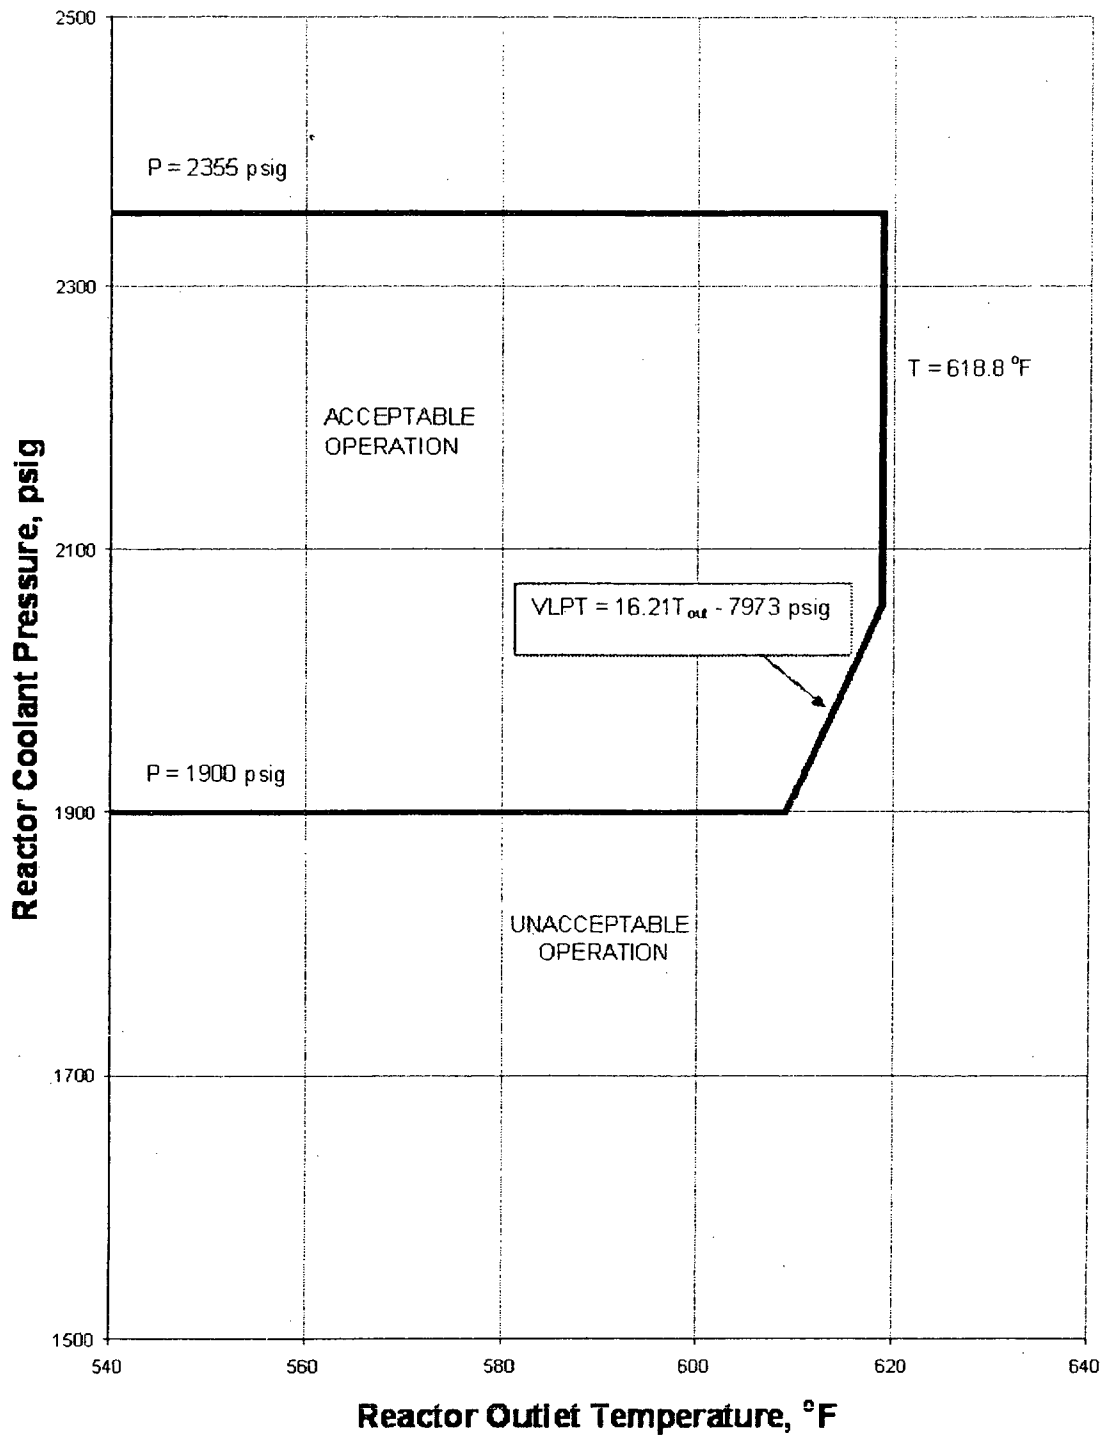 2500
P = 2355 psig
2300
T = 618.8 °F
ACCEPTABLE
OPERATION
2100
VLPT = 16.21Tout - 7973 psig
P = 1900 psig
1900
UNACCEPTABLE
OPERATION
1700
1500
540 560 580 600 620 640
Reactor Coolant Pressure, psig
Reactor Outlet Temperature, °F